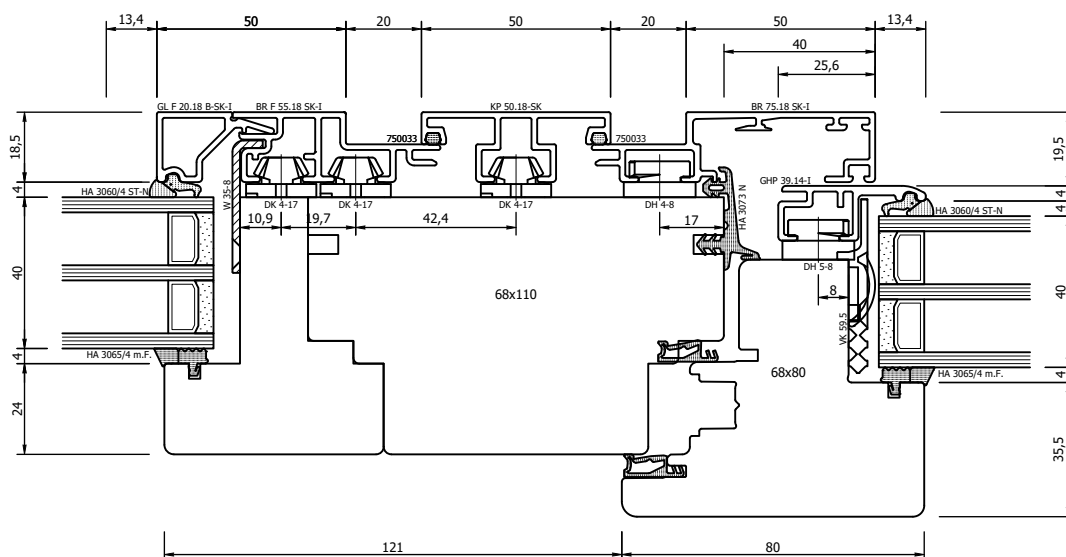 13,4 50 20 50 20 50 13,4
40
25,6
GL F 20.18 B-SK-I BR F 55.18 SK-I KP 50.18-SK BR 75.18 SK-I
750033 750033
18,5
19,5
4
HA 3060/4 ST-N
W 35-8
GHP 39.14-I
4
4
HA 3060/4 ST-N
DK 4-17 DK 4-17 DK 4-17 DH 4-8
HA 3073 N
10,9 19,7 42,4 17
DH 5-8
40
68x110
8
40
VK 59.5
4
HA 3065/4 m.F.
68x80
4
HA 3065/4 m.F.
24
35,5
121 80